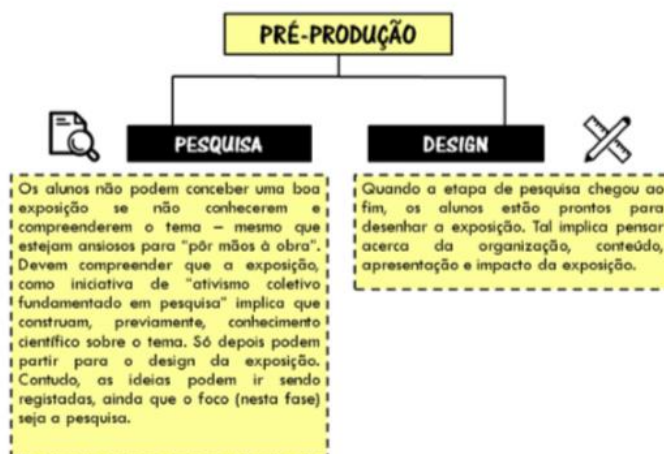 PRÉ-PRODUÇÃO
PESQUISA
Os alunos não podem conceber uma boa
exposição se não conhecerem e
compreenderem o tema – mesmo que
estejam ansiosos para "pôr mãos à obra".
Devem compreender que a exposição,
como iniciativa de "ativismo coletivo
fundamentado em pesquisa" implica que
construam, previamente, conhecimento
científico sobre o tema. Só depois podem
partir para o design da exposição.
Contudo, as ideias podem ir sendo
registadas, ainda que o foco (nesta fase)
seja a pesquisa.
DESIGN
Quando a etapa de pesquisa chegou ao
fim, os alunos estão prontos para
desenhar a exposição. Tal implica pensar
acerca da organização, conteúdo,
apresentação e impacto da exposição.